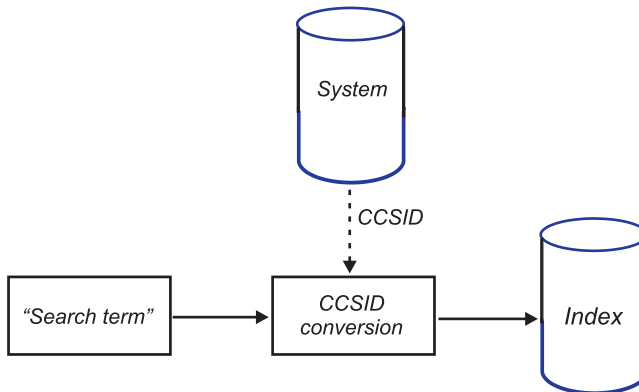 System
CCSID
“Search term”
CCSID
conversion
Index